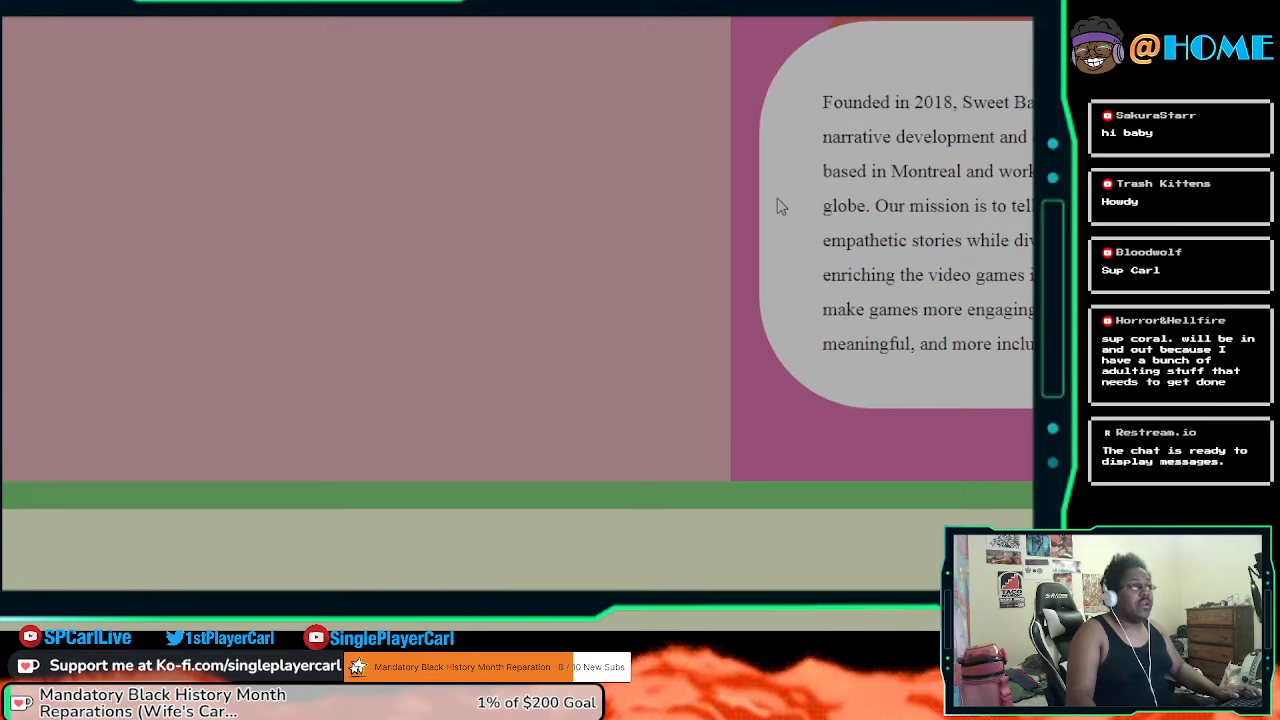 Founded in 2018, Sweet Ba
narrative development and
based in Montreal and work
globe. Our mission is to tell
empathetic stories while div
enriching the video games i
make games more engaging
meaningful, and more inclu
@HOME
SakuraStarr
hi baby
Trash Kittens
Howdy
Bloodwolf
Sup Carl
Horror&Hellfire
sup coral. will be in
and out because I
have a bunch of
adulting stuff that
needs to get done
R Restream.io
The chat is ready to
display messages.
TACO
SPCarlLive 1stPlayerCarl SinglePlayerCarl
Support me at Ko-fi.com/singleplayercarl
Mandatory Black History Month Reparation 8 / 10 New Subs
Mandatory Black History Month
Reparations (Wife's Car...
1% of $200 Goal